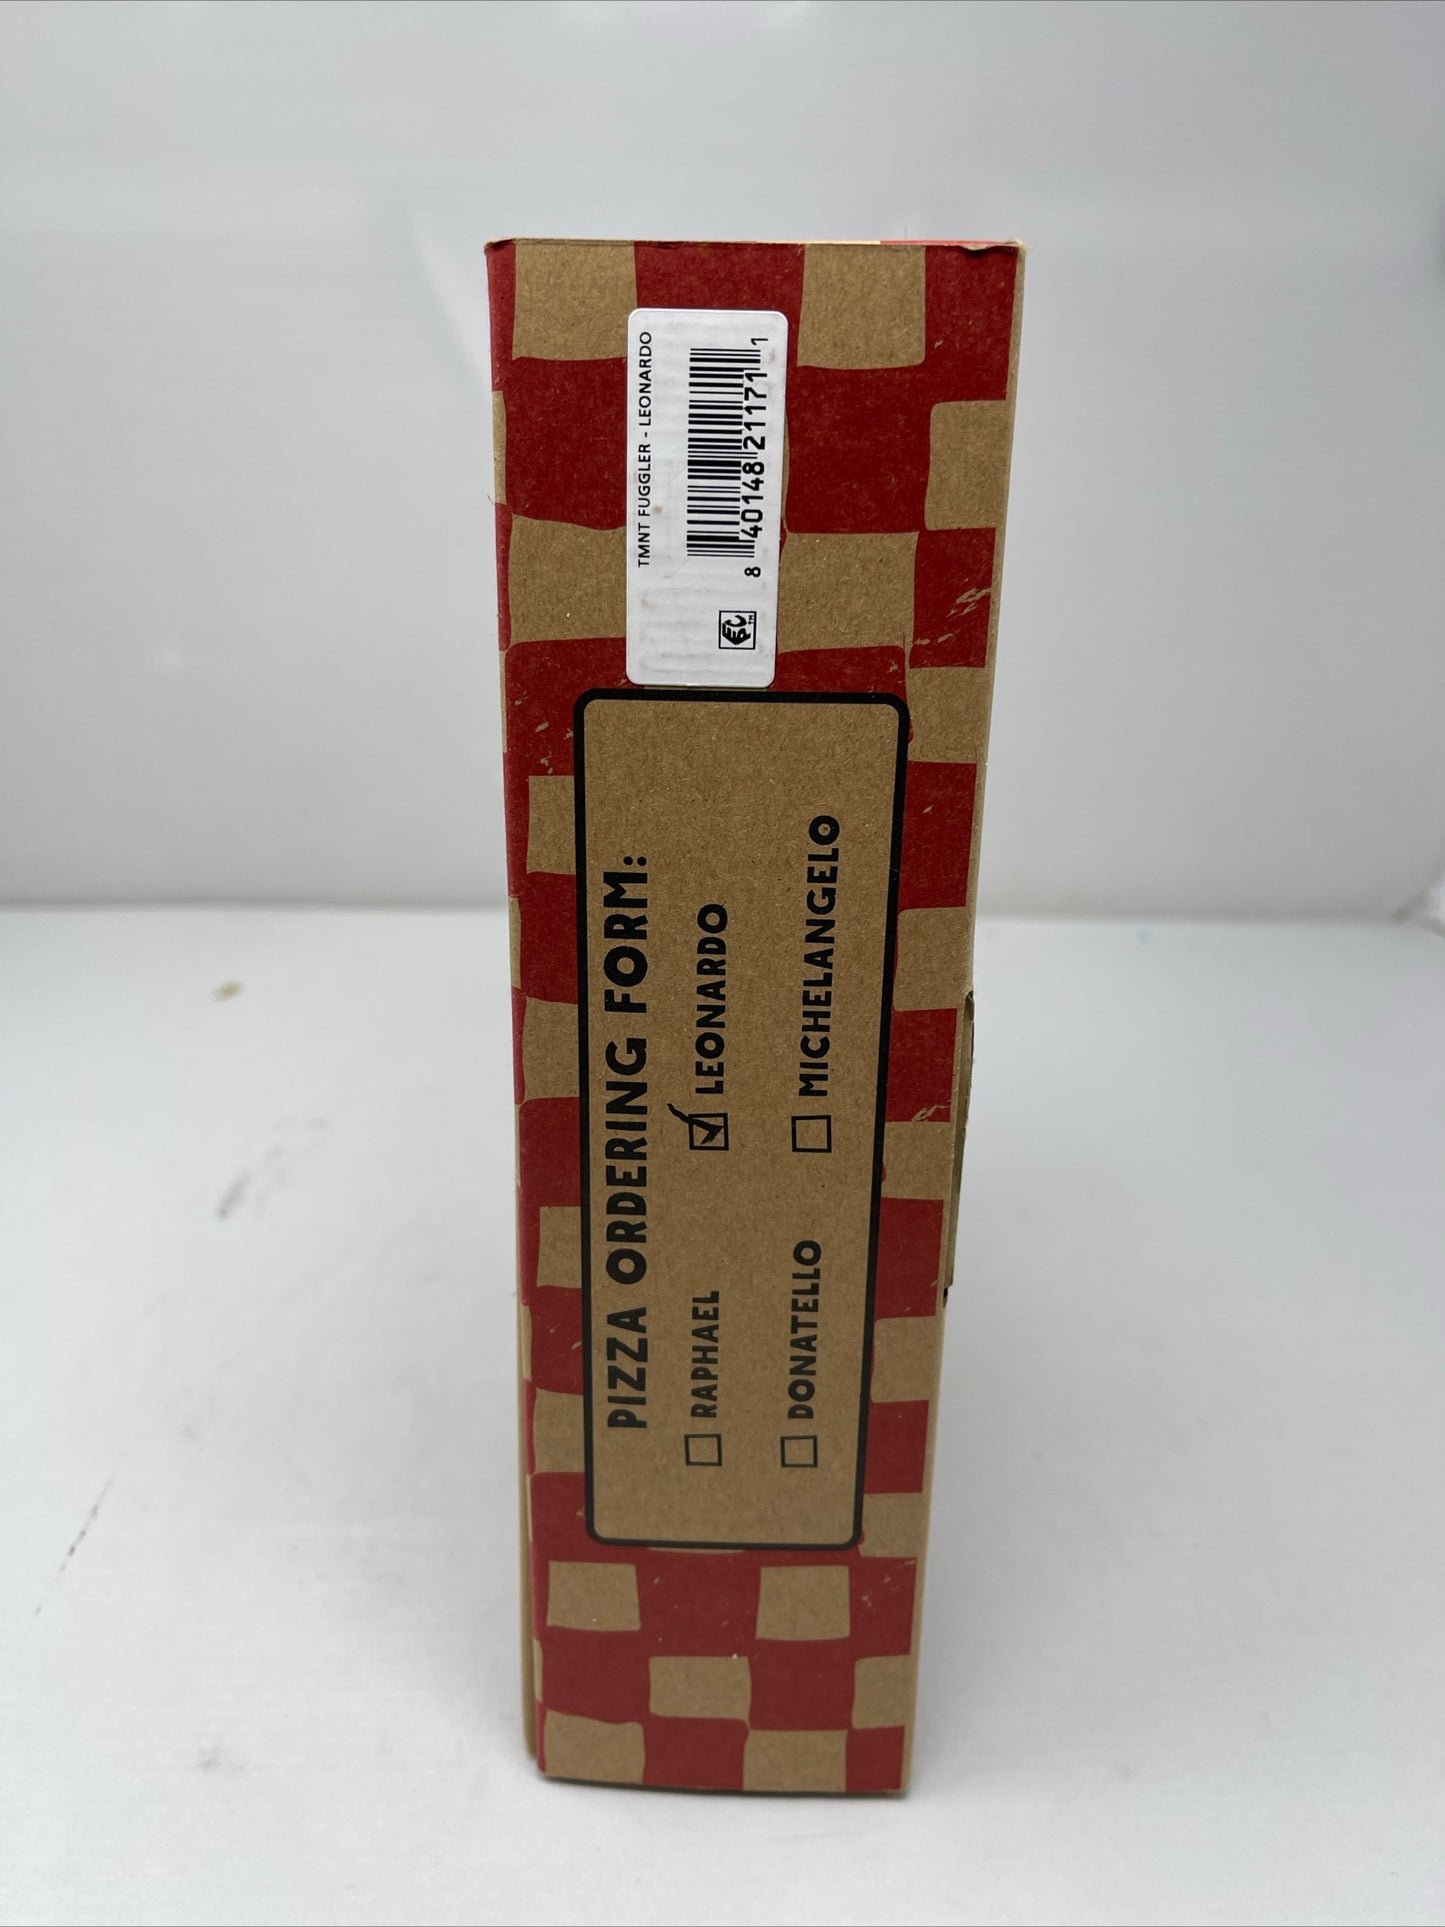 TMNT FUGGLER - LEONARDO
8 40148 21171 1
PIZZA ORDERING FORM:
RAPHAEL LEONARDO
DONATELLO MICHELANGELO